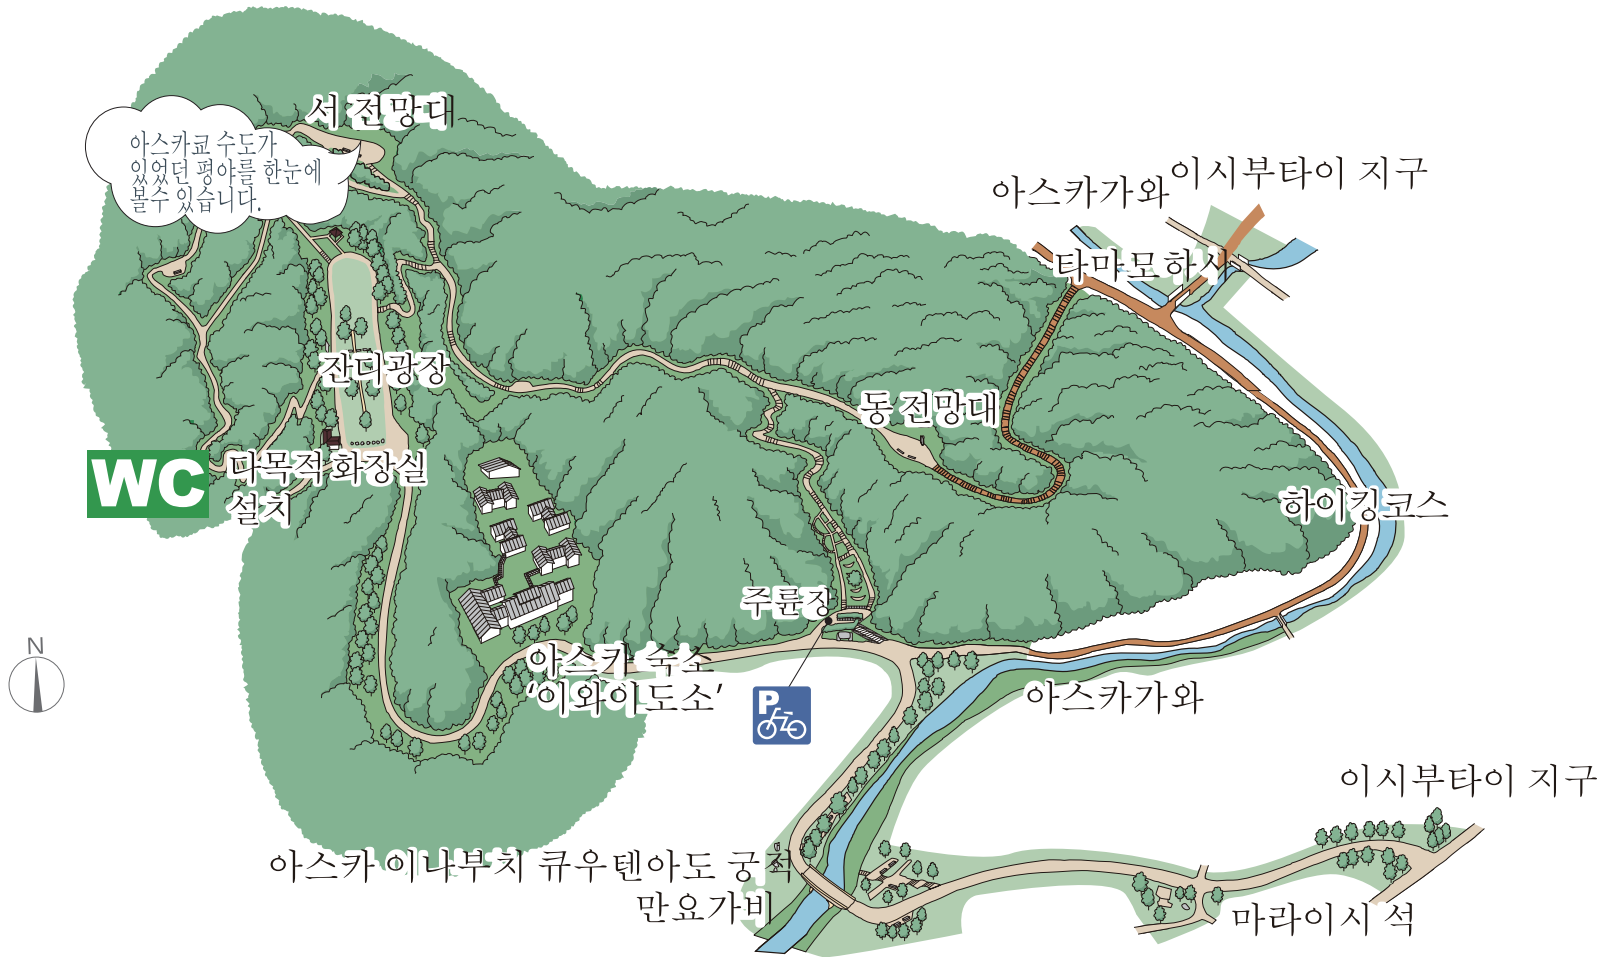 서 전망대
아스카쿄 수도가
있었던 평야를 한눈에
볼수 있습니다.
이시부타이 지구
아스카가와
타마모하시
잔디광장
동 전망대
WC
다목적 화장실
설치
하이킹코스
주륜장
N
아스카 숙소
'이와이도소'
P
아스카가와
이시부타이 지구
아스카 이나부치 큐우텐아도 궁적
만요가비
마라이시 석